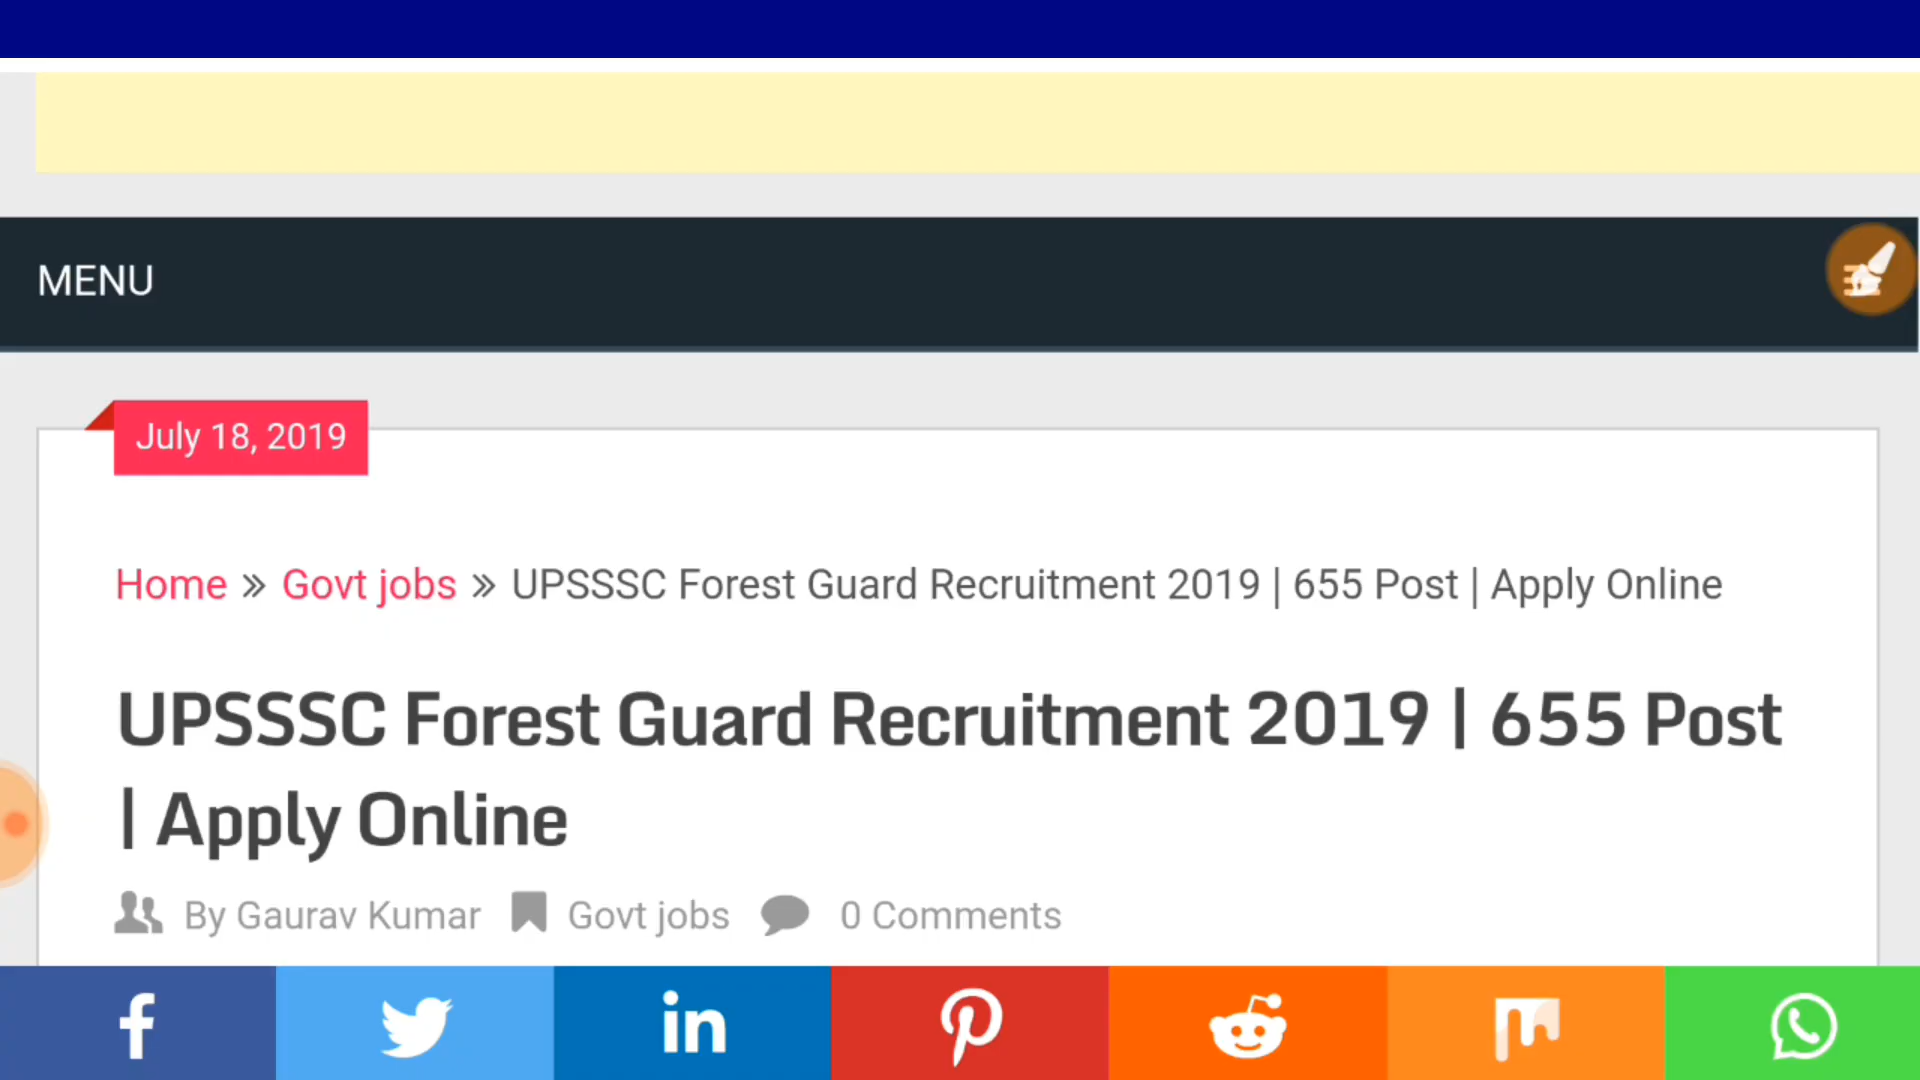 MENU
July 18, 2019
Home » Govt jobs » UPSSSC Forest Guard Recruitment 2019 | 655 Post | Apply Online
UPSSSC Forest Guard Recruitment 2019 | 655 Post
| Apply Online
By Gaurav Kumar Govt jobs 0 Comments